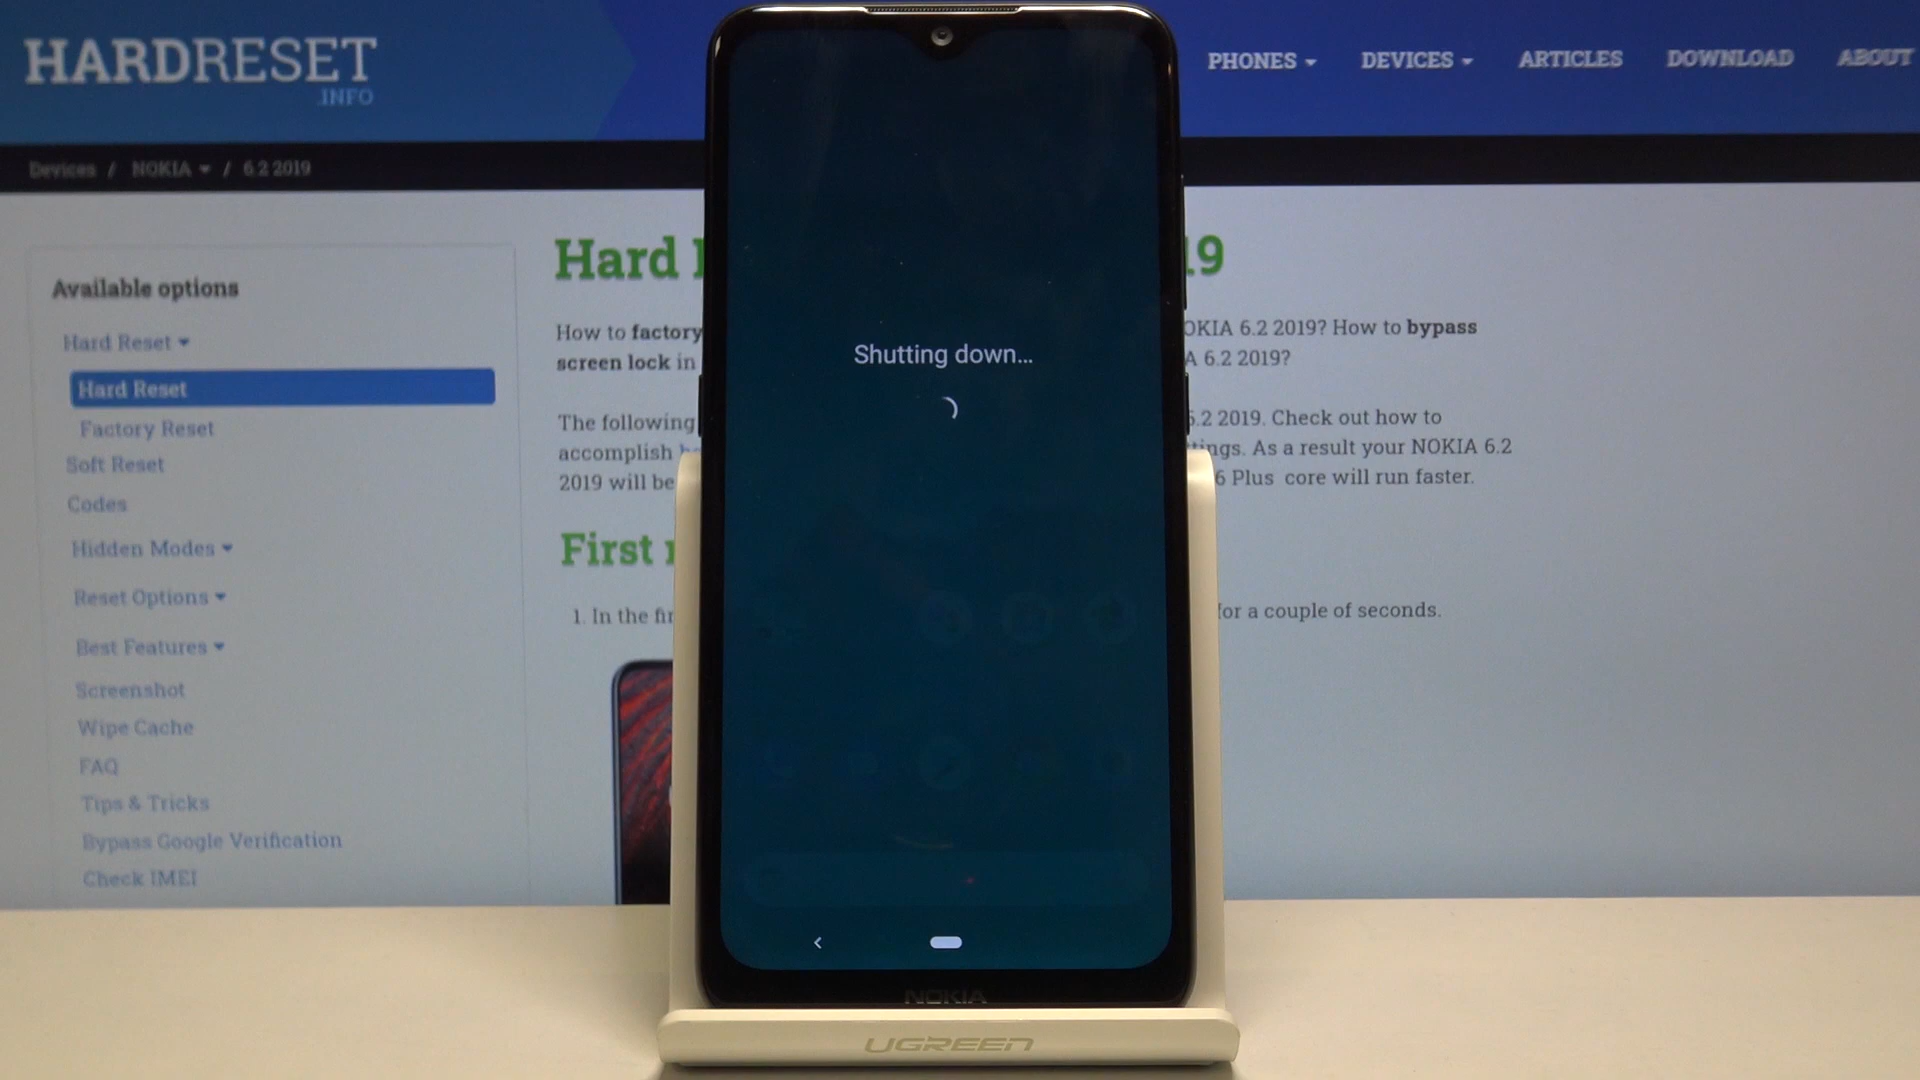 HARDRESET
.INFO
PHONES
DEVICES
ARTICLES
DOWNLOAD
ABOUT
Devices / NOKIA / 6.2 2019
Available options
Hard Reset
Hard Reset
Factory Reset
Soft Reset
Codes
Hidden Modes
Reset Options
Best Features
Screenshot
Wipe Cache
FAQ
Tips & Tricks
Bypass Google Verification
Check IMEI
Hard 19
How to factory OKIA 6.2 2019? How to bypass
screen lock in A 6.2 2019?
The following 6.2 2019. Check out how to
accomplish tings. As a result your NOKIA 6.2
2019 will be 6 Plus core will run faster.
First
1. In the fir for a couple of seconds.
Shutting down...
NOKIA
UGREEN